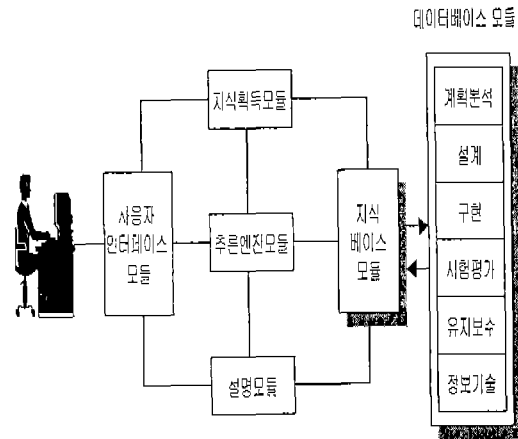 데이터베이스 모듈
지식획득모듈
계획분석
설계
사용자
인터페이스
모듈
추론엔진모듈
지식
베이스
모듈
구현
시험평가
유지보수
설명모듈
정보기술